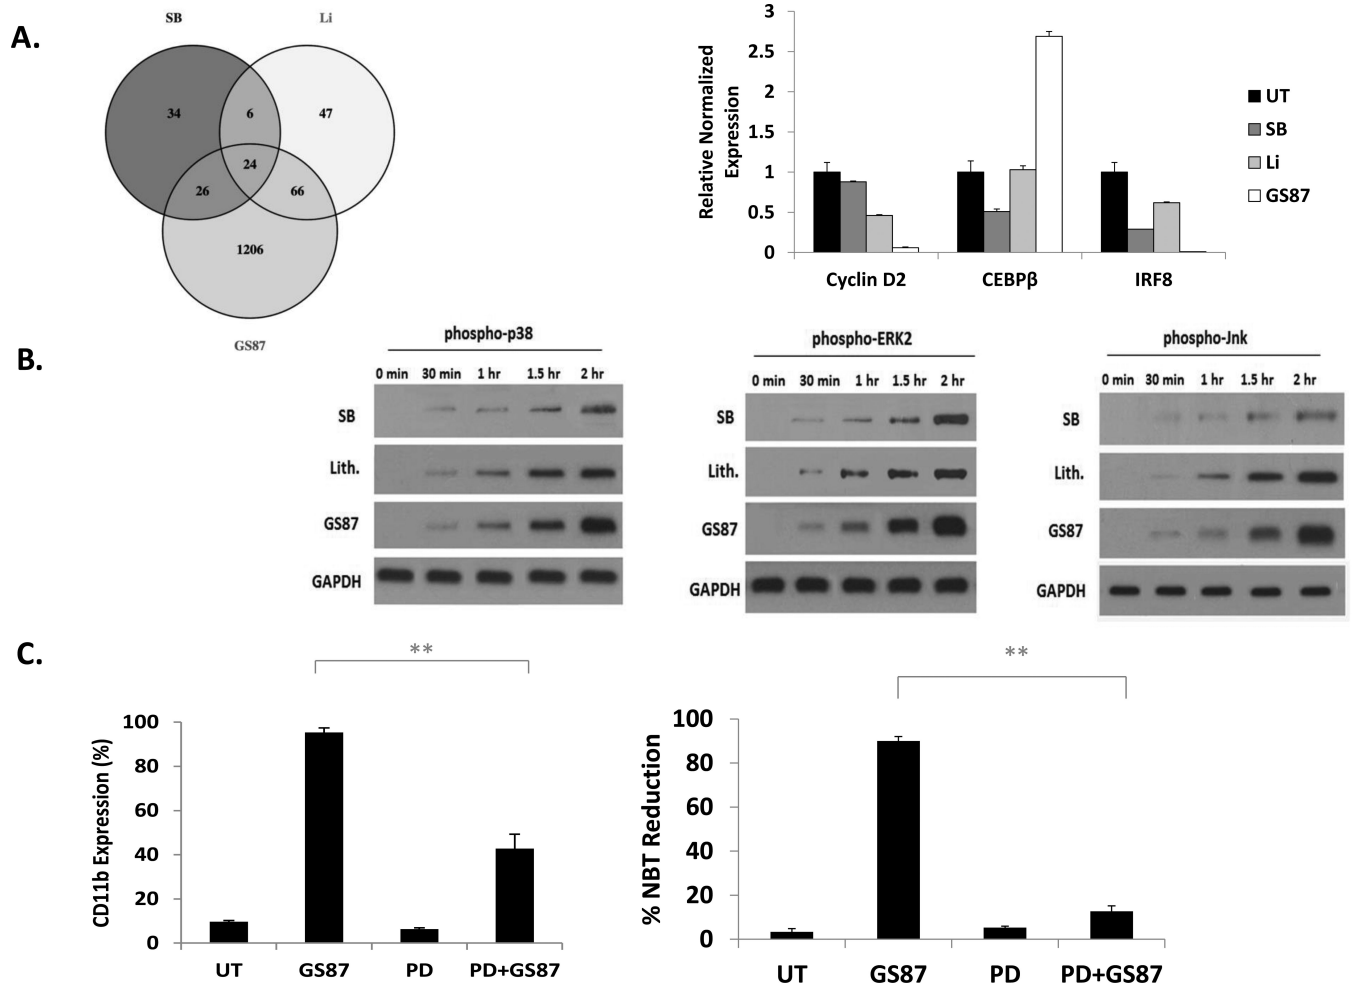 A.
SB
Li
34
6
47
24
26
66
1206
GS87
Relative Normalized
Expression
3
2.5
2
1.5
1
0.5
0
Cyclin D2
CEBPβ
IRF8
UT
SB
Li
GS87
B.
phospho-p38
0 min 30 min 1 hr 1.5 hr 2 hr
SB
Lith.
GS87
GAPDH
phospho-ERK2
0 min 30 min 1 hr 1.5 hr 2 hr
SB
Lith.
GS87
GAPDH
phospho-Jnk
0 min 30 min 1 hr 1.5 hr 2 hr
SB
Lith.
GS87
GAPDH
C.
**
CD11b Expression (%)
100
80
60
40
20
0
UT GS87 PD PD+GS87
**
% NBT Reduction
100
80
60
40
20
0
UT GS87 PD PD+GS87